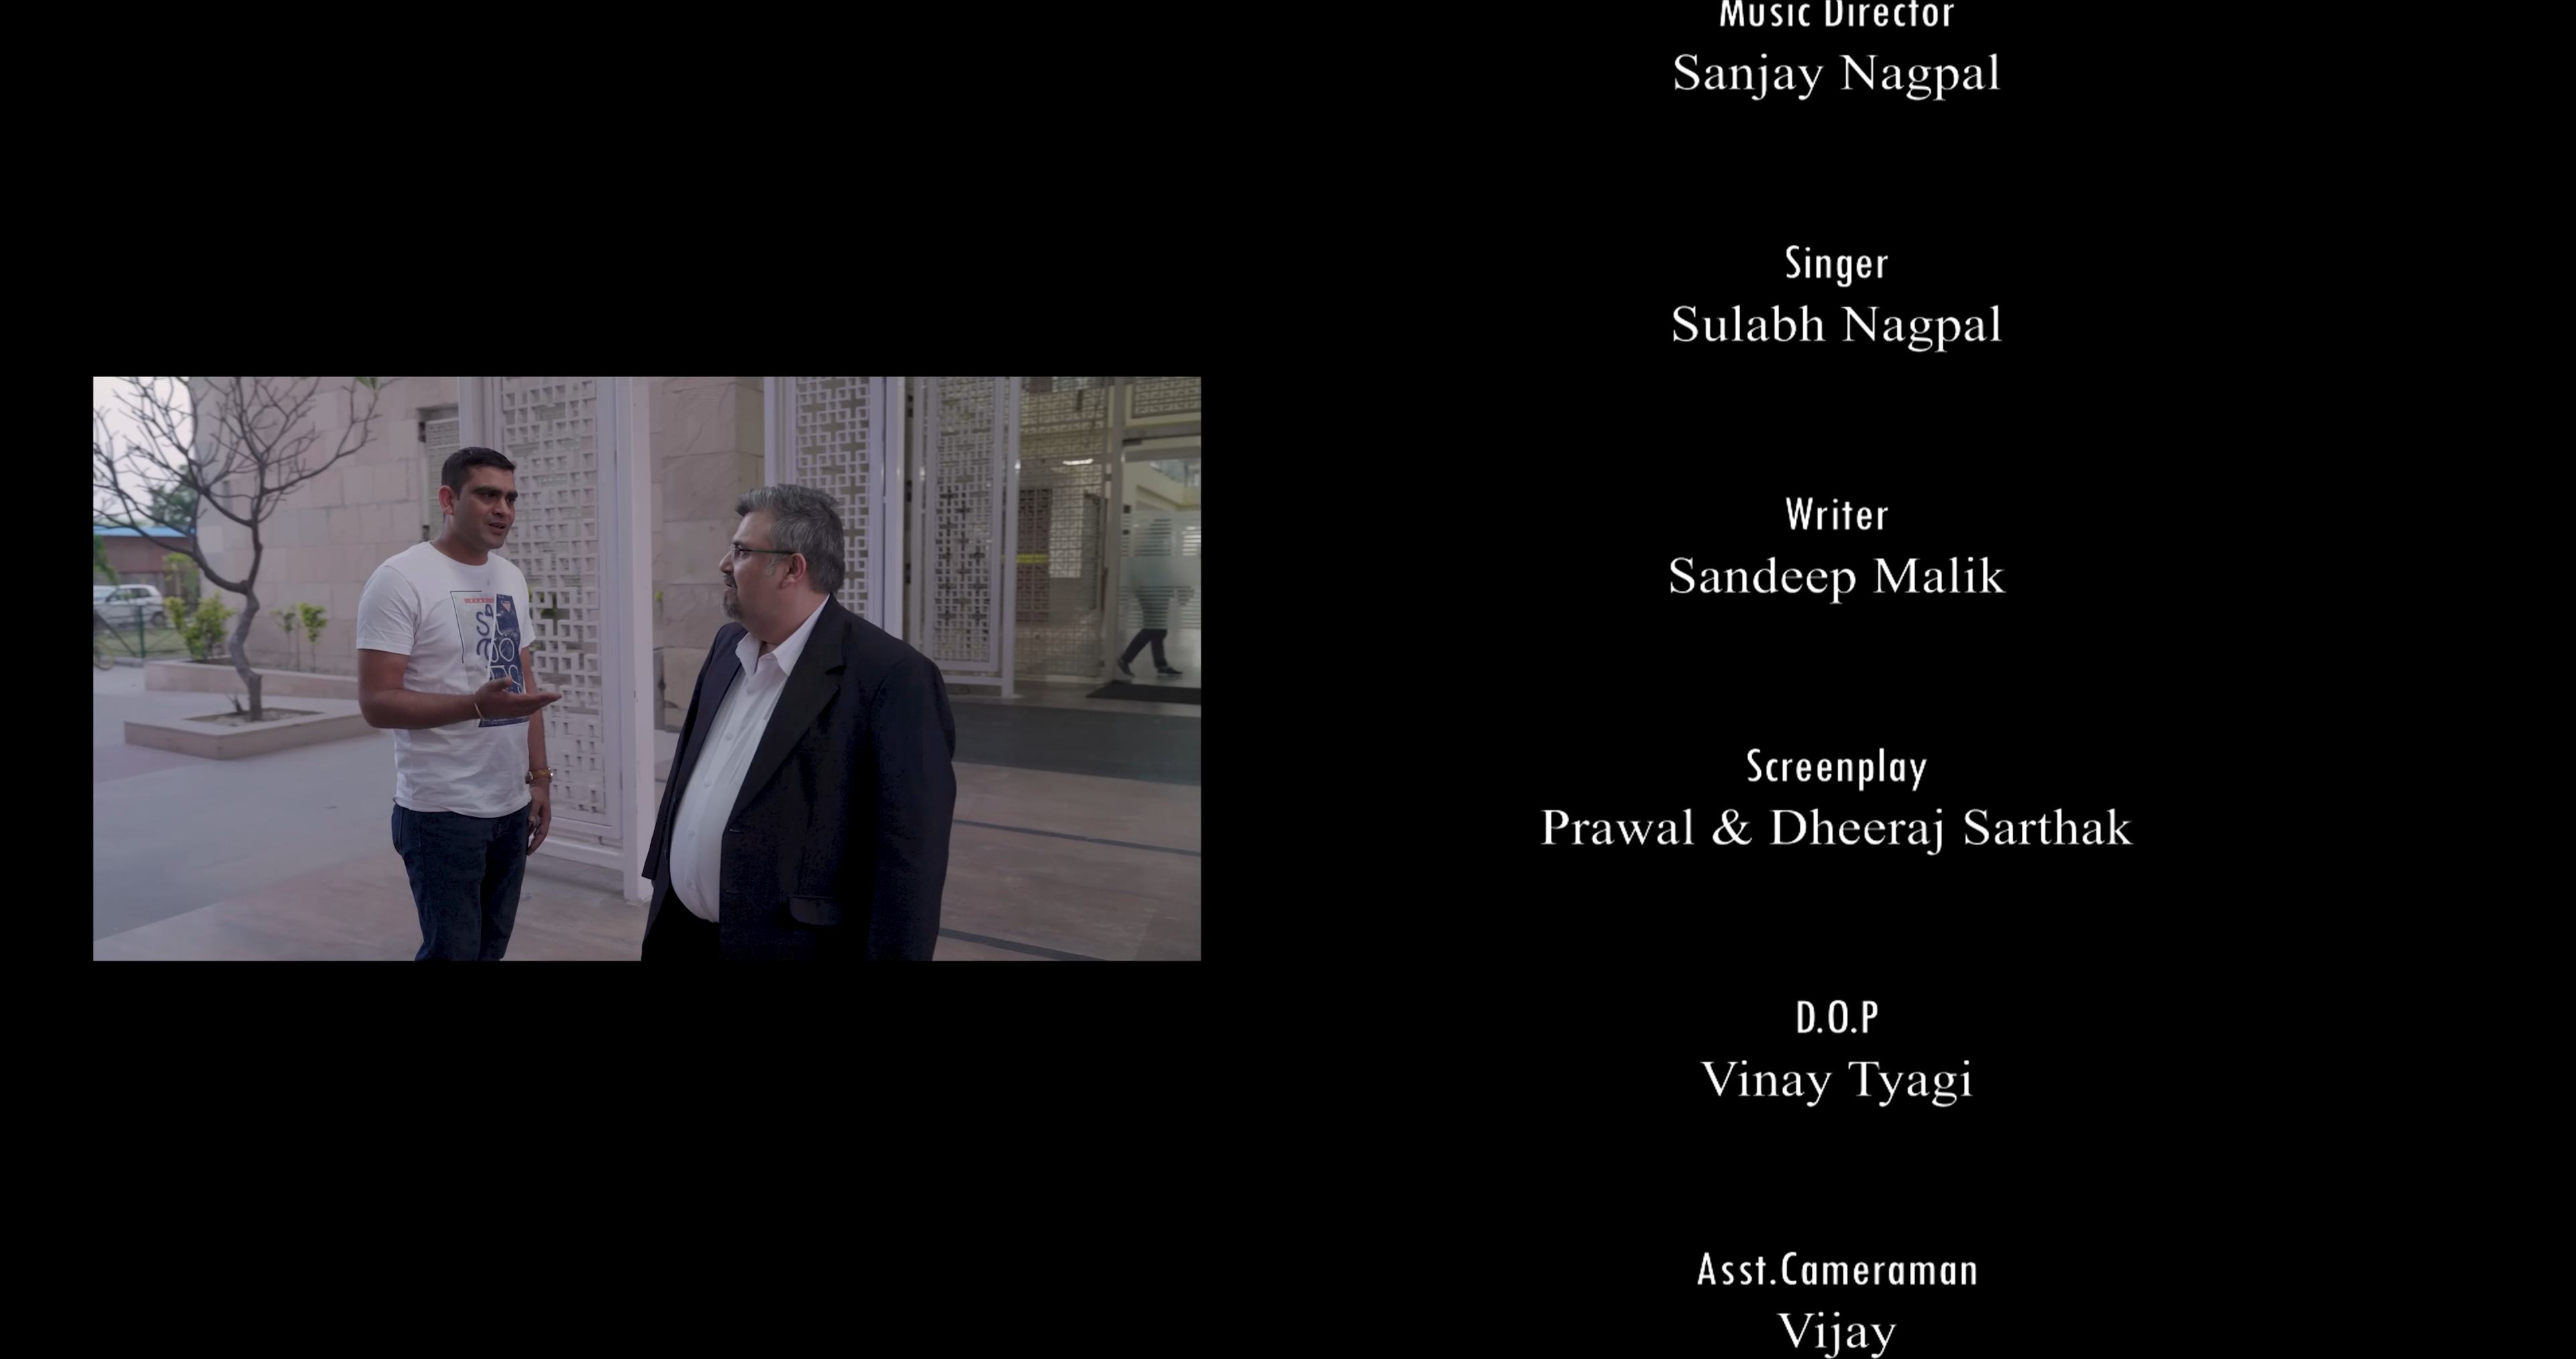 Music Director
Sanjay Nagpal
Singer
Sulabh Nagpal
Writer
Sandeep Malik
Screenplay
Prawal & Dheeraj Sarthak
D.O.P
Vinay Tyagi
Asst.Cameraman
Vijay